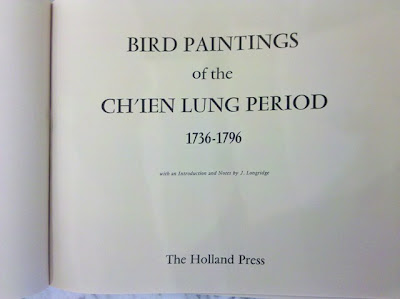 BIRD PAINTINGS
of the
CH'IEN LUNG PERIOD
1736-1796
with an Introduction and Notes by J. Longridge
The Holland Press